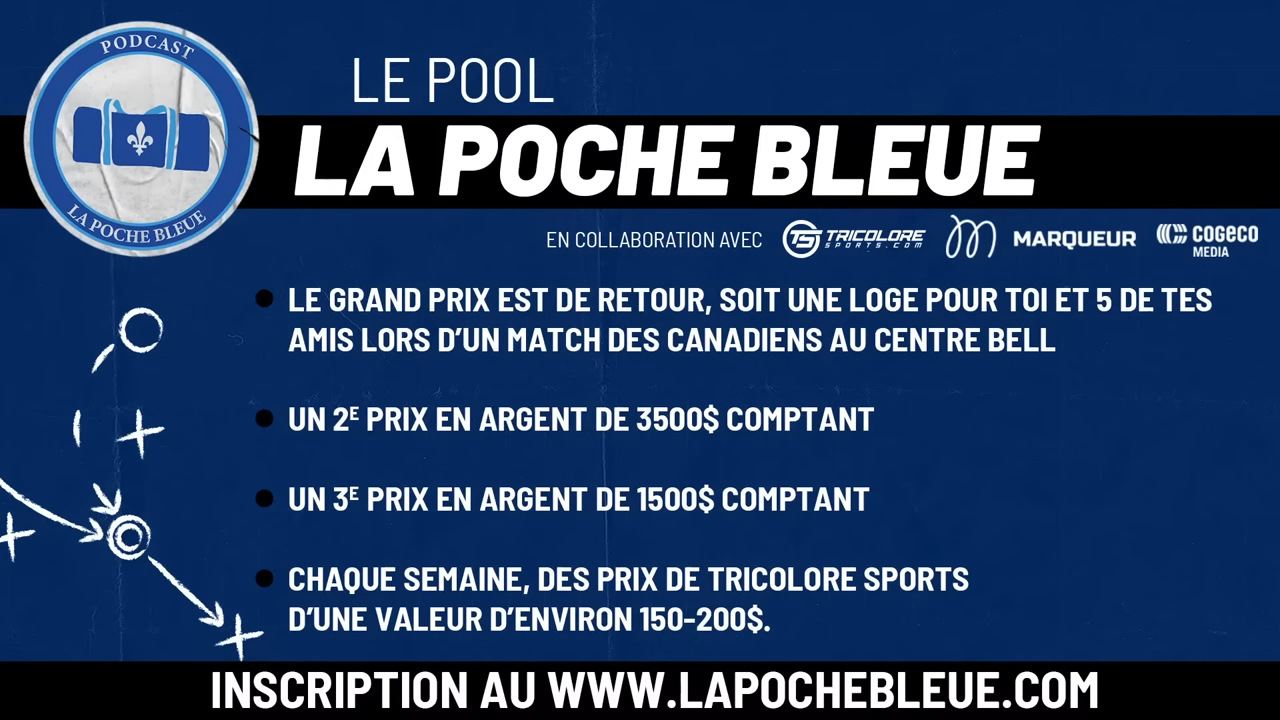 PODCAST
LA POCHE BLEUE
LE POOL
LA POCHE BLEUE
EN COLLABORATION AVEC TS TRICOLORE SPORTS.COM M MARQUEUR COGECO MEDIA
LE GRAND PRIX EST DE RETOUR, SOIT UNE LOGE POUR TOI ET 5 DE TES
AMIS LORS D'UN MATCH DES CANADIENS AU CENTRE BELL
UN 2E PRIX EN ARGENT DE 3500$ COMPTANT
UN 3E PRIX EN ARGENT DE 1500$ COMPTANT
CHAQUE SEMAINE, DES PRIX DE TRICOLORE SPORTS
D'UNE VALEUR D'ENVIRON 150-200$.
INSCRIPTION AU WWW.LAPOCHEBLEUE.COM